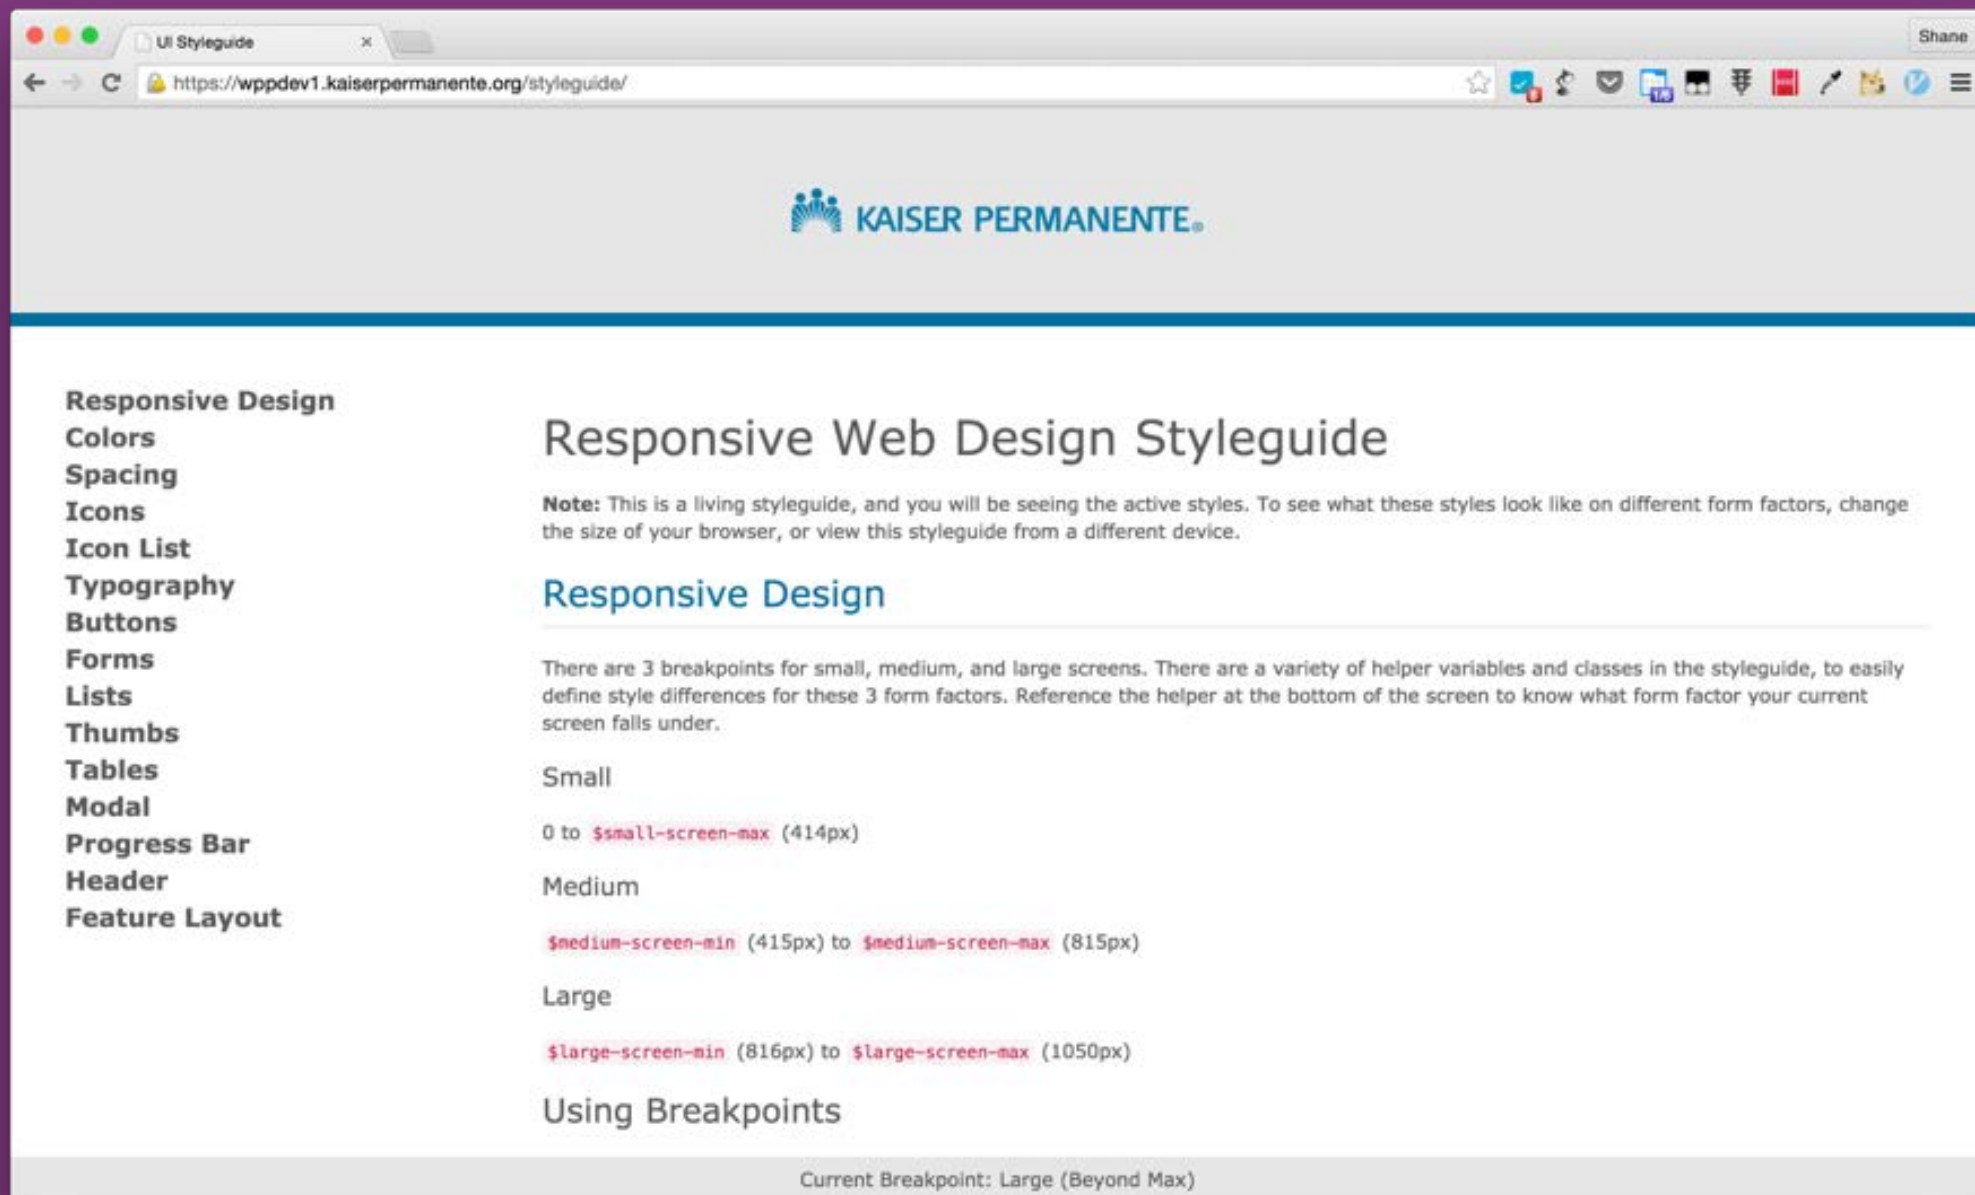 UI Styleguide
Shane
https://wppdev1.kaiserpermanente.org/styleguide/
KAISER PERMANENTE®
Responsive Design
Colors
Spacing
Icons
Icon List
Typography
Buttons
Forms
Lists
Thumbs
Tables
Modal
Progress Bar
Header
Feature Layout
Responsive Web Design Styleguide
Note: This is a living styleguide, and you will be seeing the active styles. To see what these styles look like on different form factors, change
the size of your browser, or view this styleguide from a different device.
Responsive Design
There are 3 breakpoints for small, medium, and large screens. There are a variety of helper variables and classes in the styleguide, to easily
define style differences for these 3 form factors. Reference the helper at the bottom of the screen to know what form factor your current
screen falls under.
Small
0 to $small-screen-max (414px)
Medium
$medium-screen-min (415px) to $medium-screen-max (815px)
Large
$large-screen-min (816px) to $large-screen-max (1050px)
Using Breakpoints
Current Breakpoint: Large (Beyond Max)